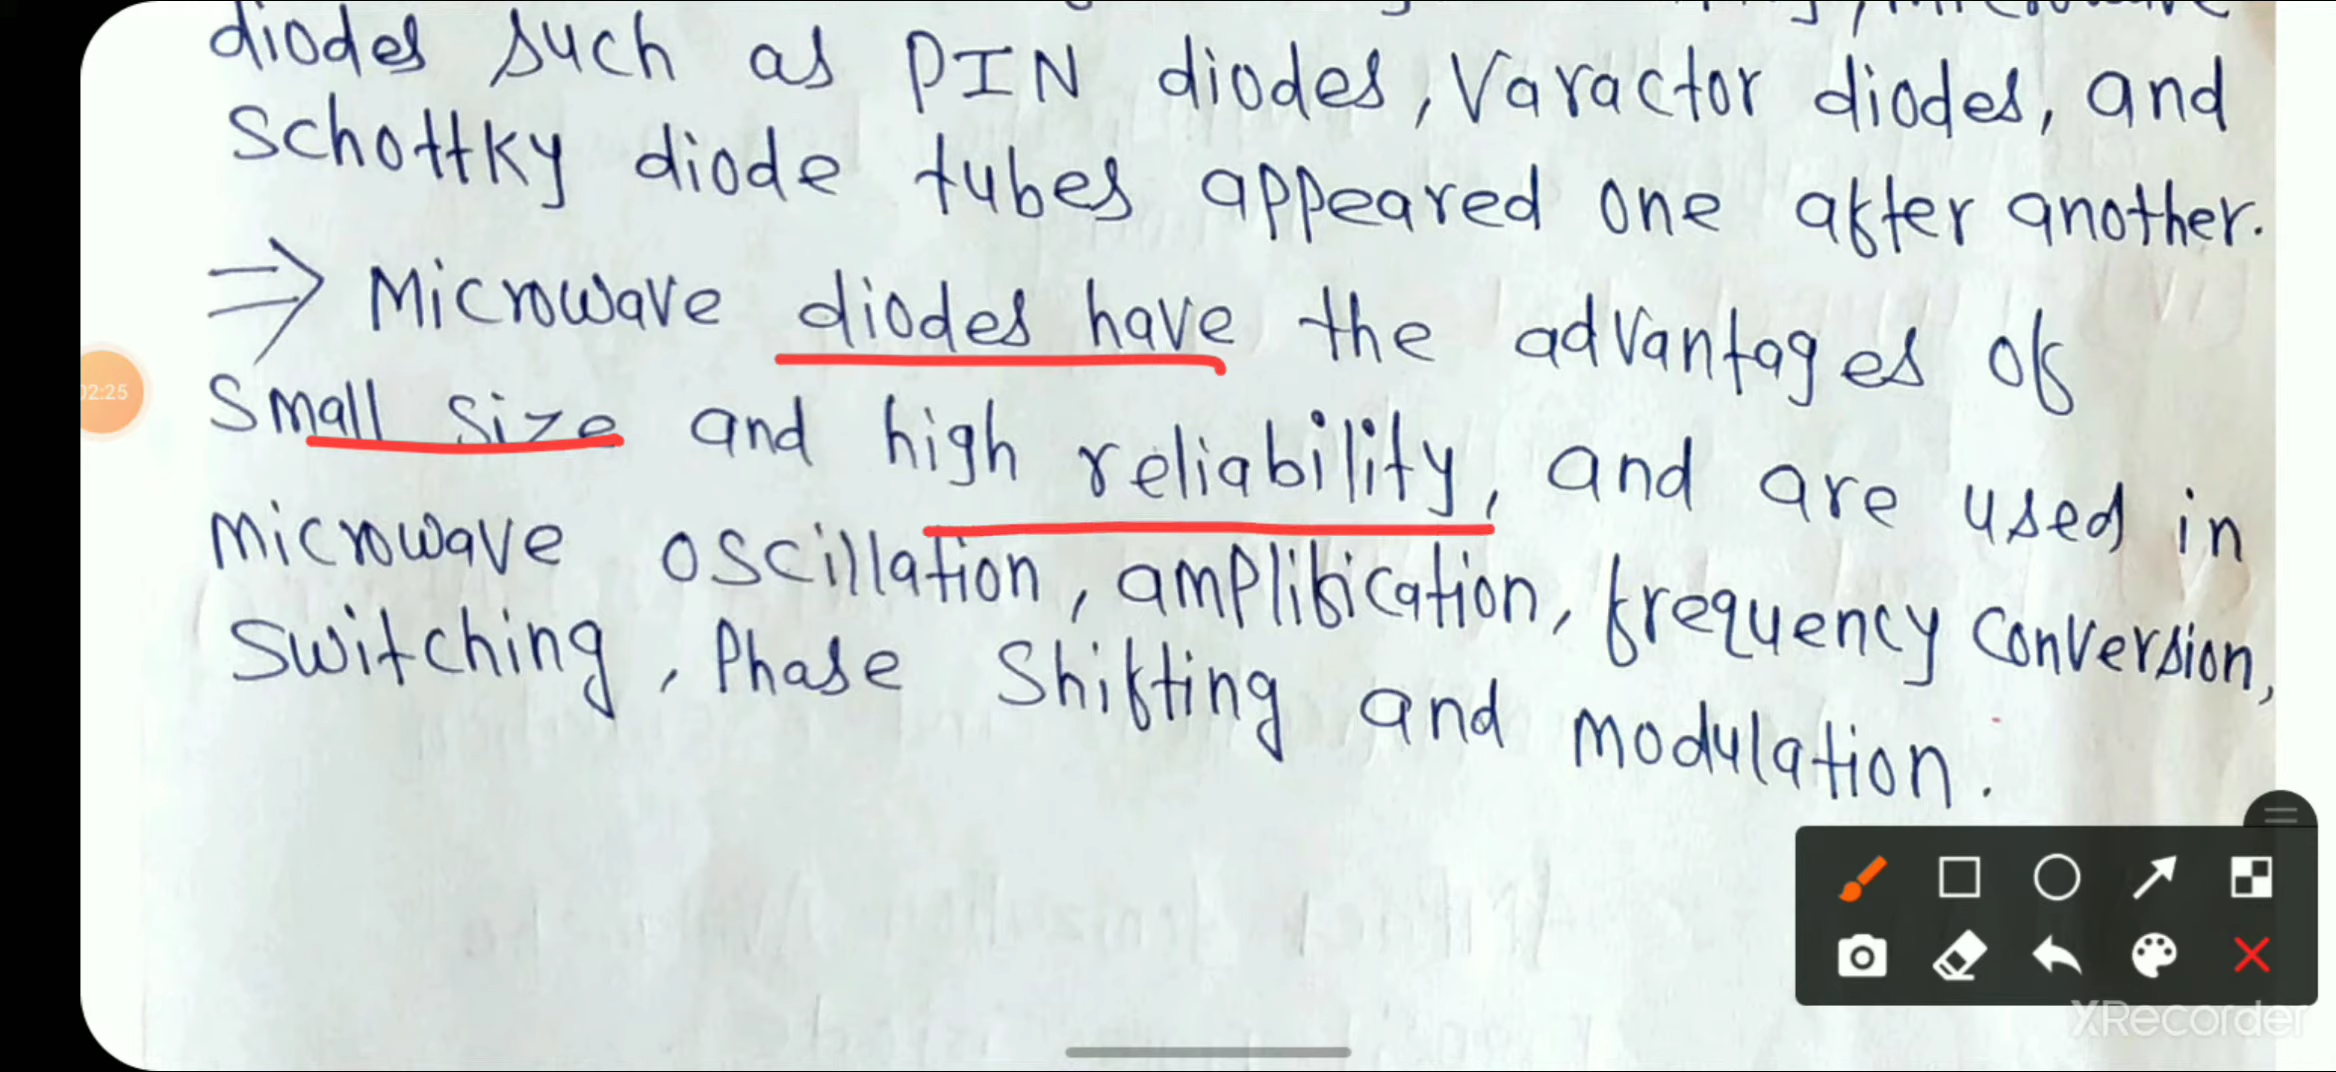 diodes such as PIN diodes, Varactor diodes, and
Schottky diode tubes appeared one after another.
⇒ Microwave diodes have the advantages of
Small size and high reliability, and are used in
microwave oscillation, amplification, frequency conversion,
Switching, Phase Shifting and modulation.
02:25
XRecorder